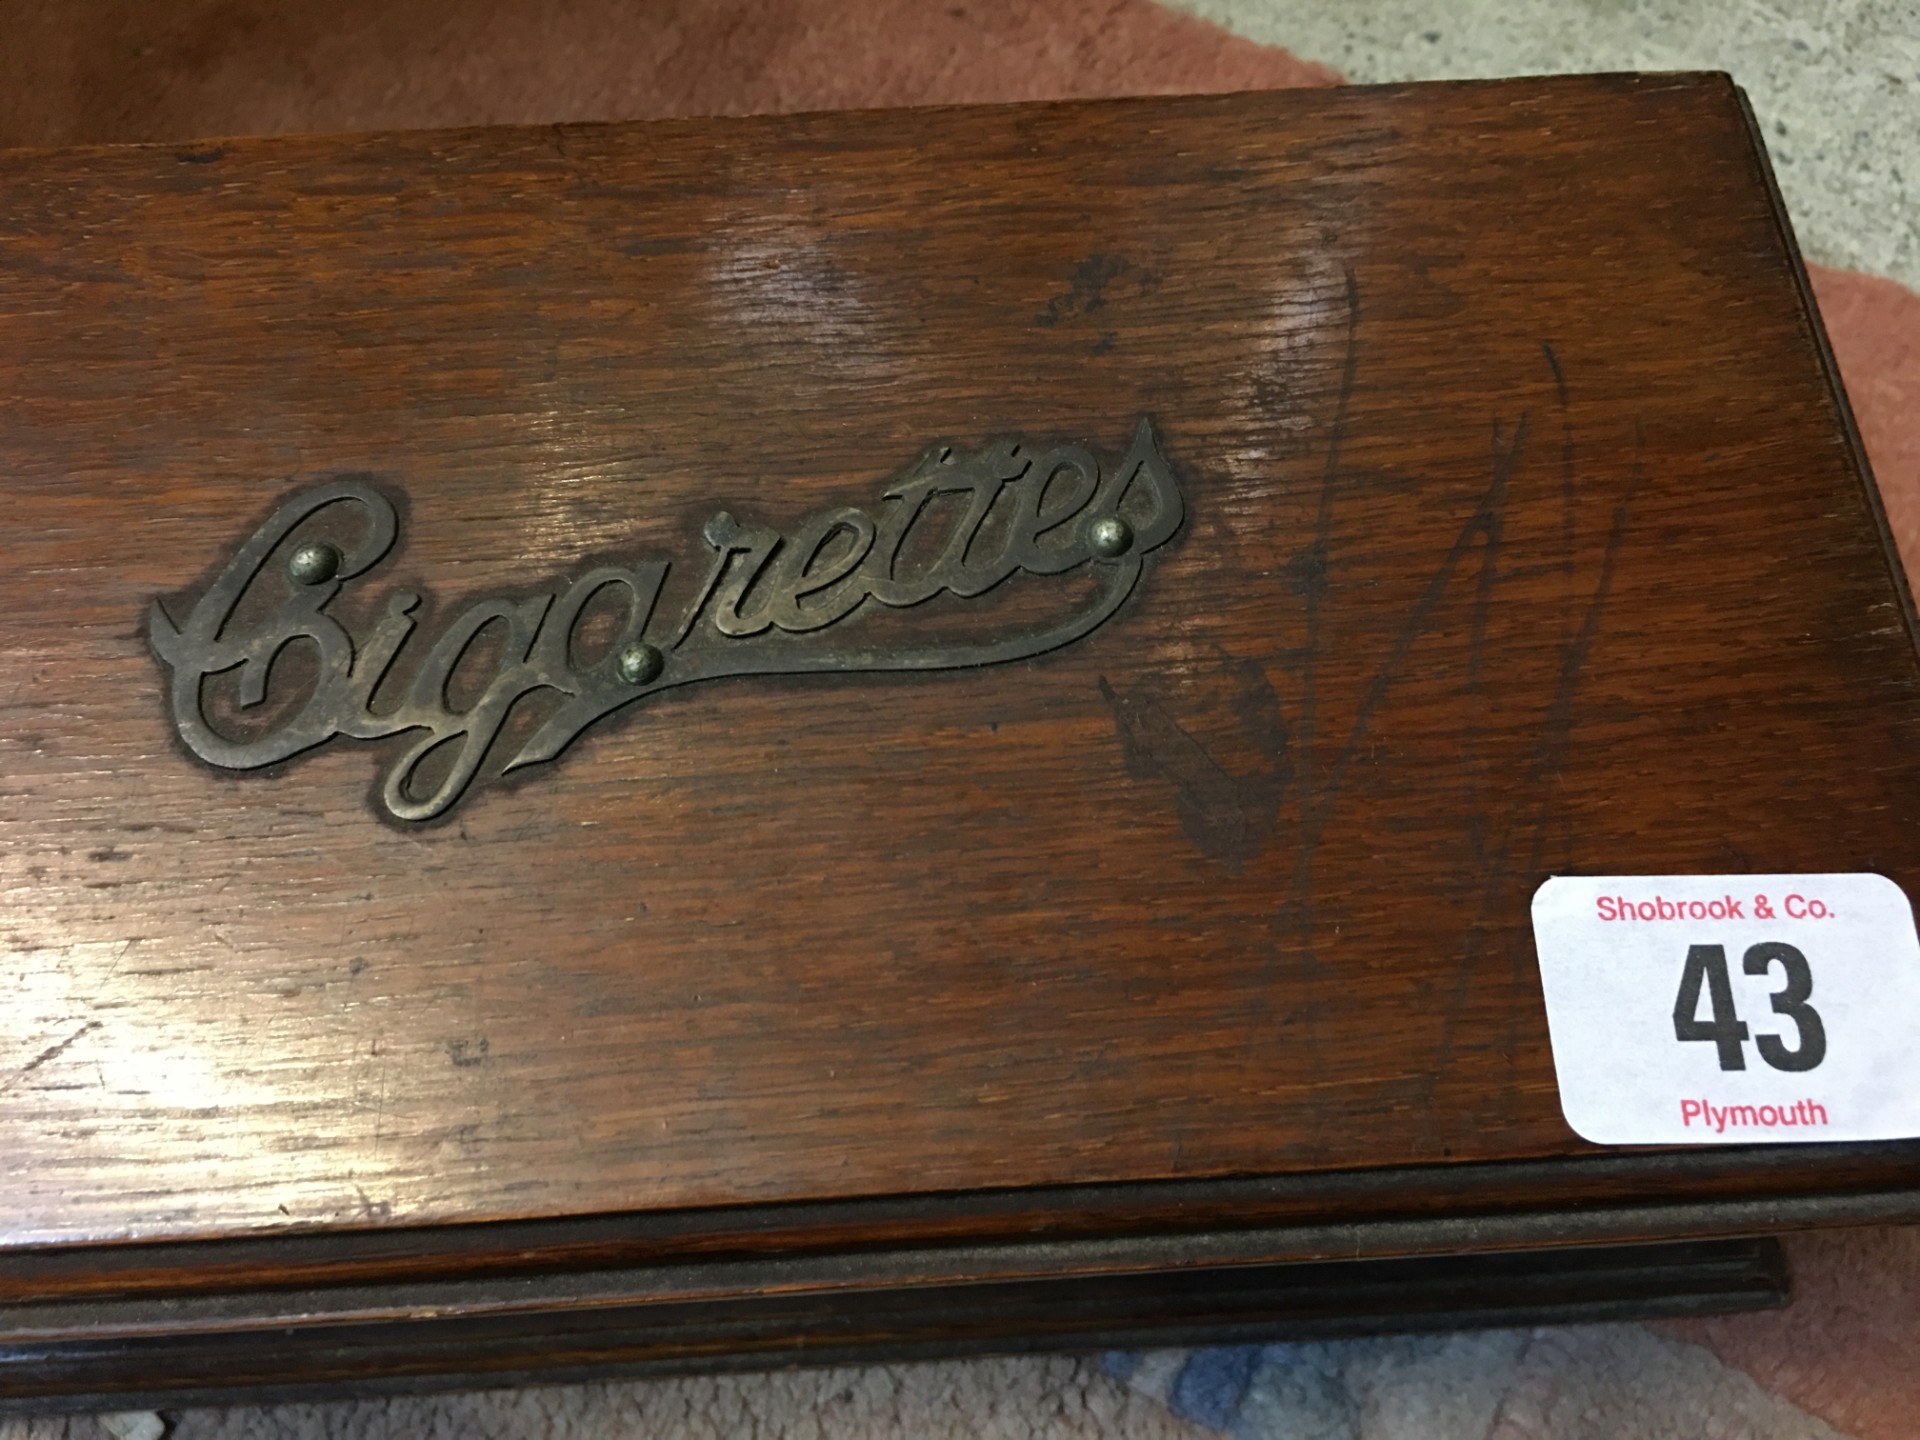 Cigarettes
Shobrook & Co.
43
Plymouth